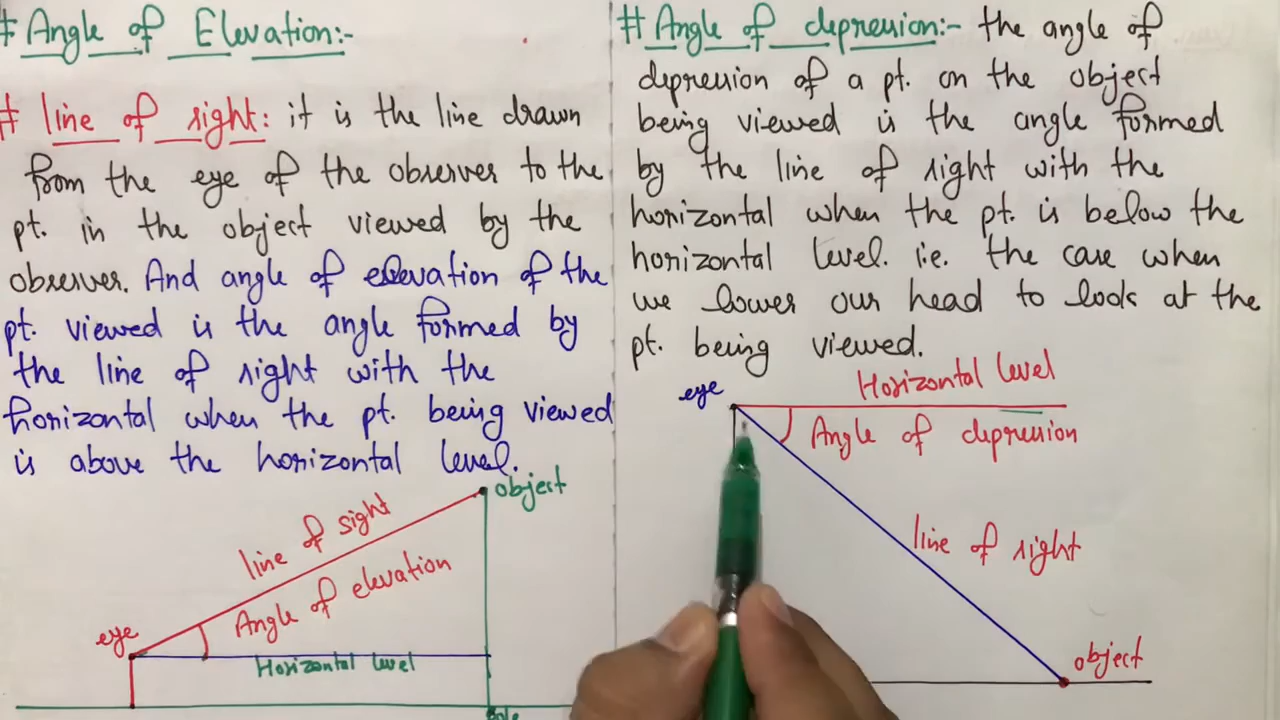 # Angle of Elevation:-
# line of sight: it is the line drawn
from the eye of the observer to the
pt. in the object viewed by the
observer. And angle of elevation of the
pt. viewed is the angle formed by
the line of sight with the
horizontal when the pt. being viewed
is above the horizontal level.
object
line of sight
Angle of elevation
eye
Horizontal level
Pole
# Angle of depression:- the angle of
depression of a pt. on the object
being viewed is the angle formed
by the line of sight with the
horizontal when the pt. is below the
horizontal level. i.e. the case when
we lower our head to look at the
pt. being viewed.
eye
Horizontal level
Angle of depression
line of sight
object